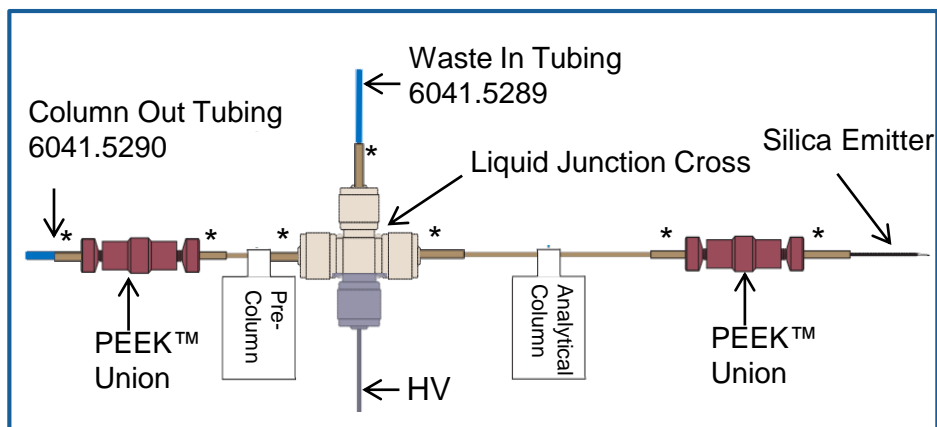 Waste In Tubing
6041.5289
Column Out Tubing
6041.5290
Silica Emitter
Liquid Junction Cross
*
*
*
*
*
*
*
Pre-
Column
Analytical
Column
PEEK™
Union
PEEK™
Union
HV